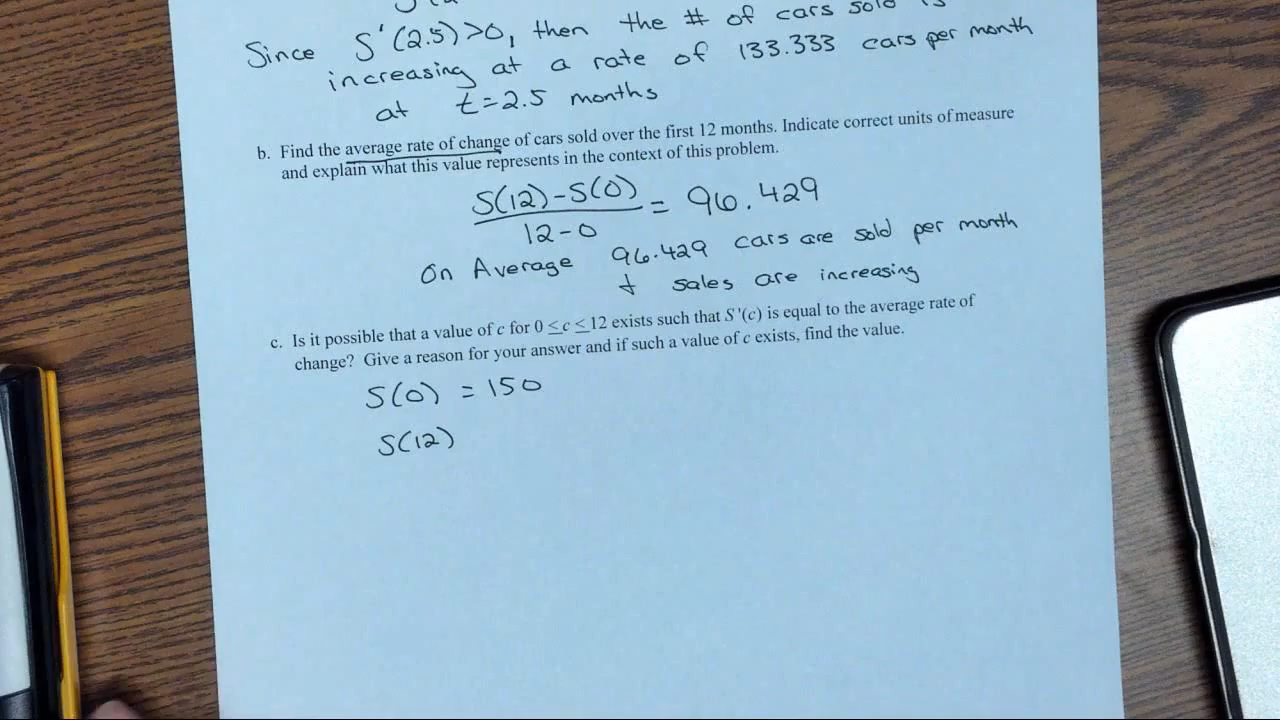 Since S'(2.5)>0, then the # of cars sold is
increasing at a rate of 133.333 cars per month
at t=2.5 months
b. Find the average rate of change of cars sold over the first 12 months. Indicate correct units of measure
and explain what this value represents in the context of this problem.
S(12)-S(0)
12-0
= 96.429
On Average 96.429 cars are sold per month
+ sales are increasing
c. Is it possible that a value of c for 0 ≤ c ≤ 12 exists such that S'(c) is equal to the average rate of
change? Give a reason for your answer and if such a value of c exists, find the value.
S(0) = 150
S(12)